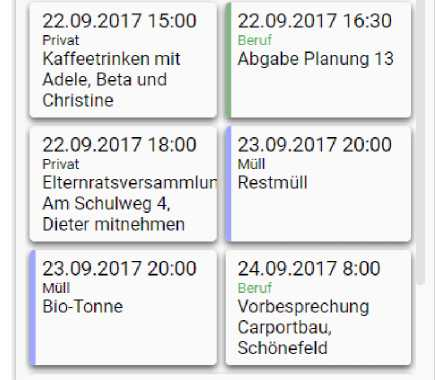 22.09.2017 15:00
Privat
Kaffeetrinken mit
Adele, Beta und
Christine
22.09.2017 16:30
Beruf
Abgabe Planung 13
22.09.2017 18:00
Privat
Elternratsversammlun
Am Schulweg 4,
Dieter mitnehmen
23.09.2017 20:00
Müll
Restmüll
23.09.2017 20:00
Müll
Bio-Tonne
24.09.2017 8:00
Beruf
Vorbesprechung
Carportbau,
Schönefeld